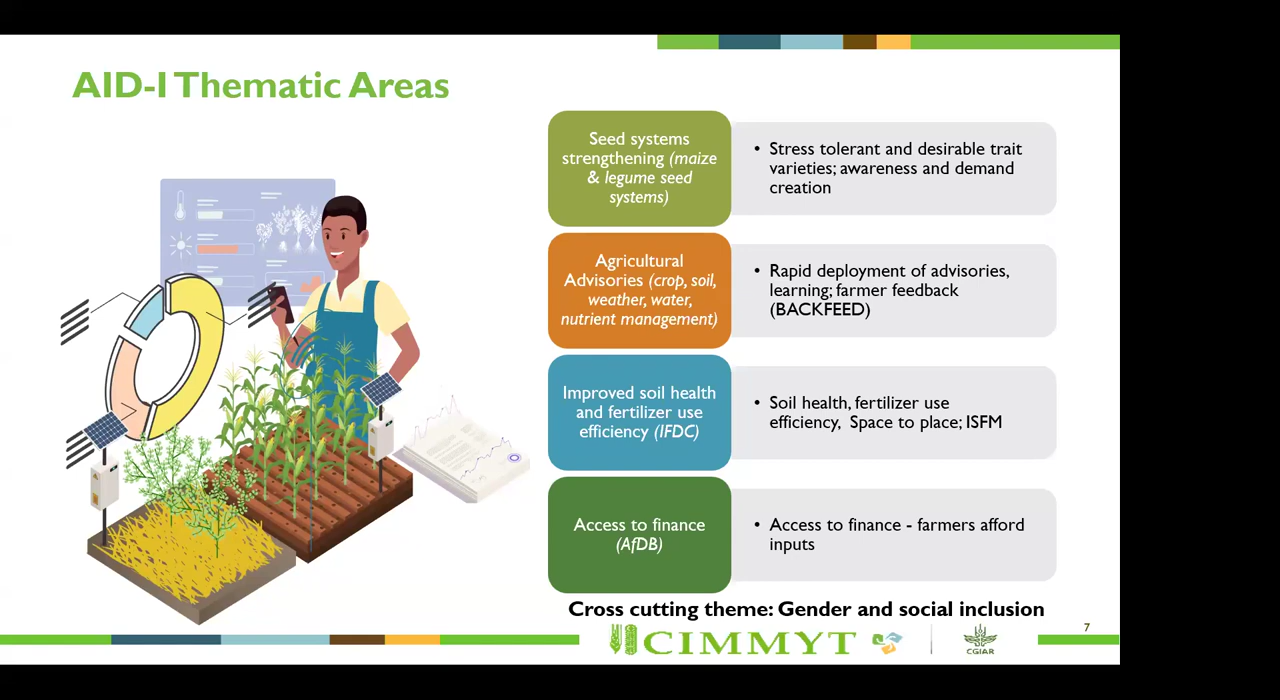 AID-I Thematic Areas
Seed systems
strengthening (maize
& legume seed
systems)
• Stress tolerant and desirable trait
varieties; awareness and demand
creation
Agricultural
Advisories (crop, soil,
weather, water,
nutrient management)
• Rapid deployment of advisories,
learning; farmer feedback
(BACKFEED)
Improved soil health
and fertilizer use
efficiency (IFDC)
• Soil health, fertilizer use
efficiency, Space to place; ISFM
Access to finance
(AfDB)
• Access to finance - farmers afford
inputs
Cross cutting theme: Gender and social inclusion
7
CIMMYT
CGIAR